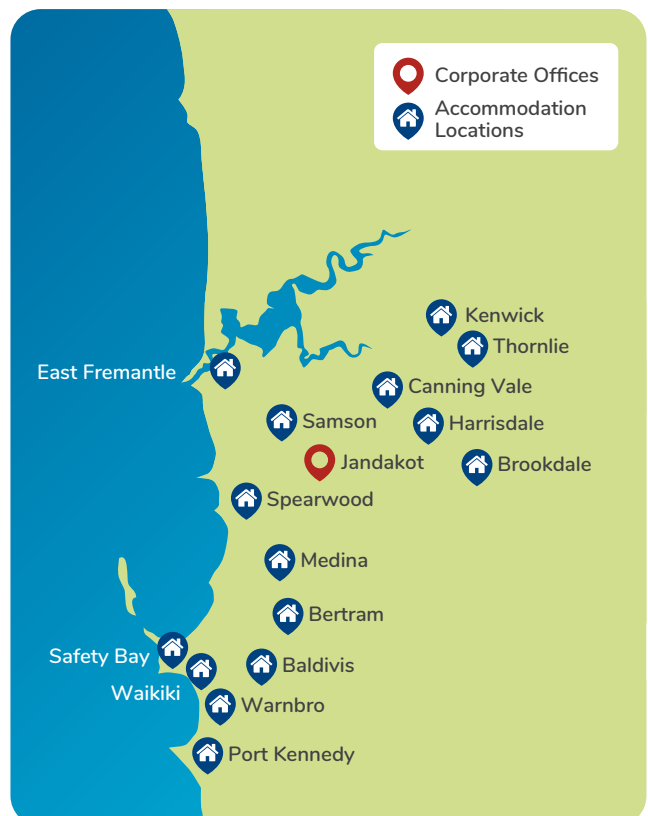 Corporate Offices
Accommodation
Locations
Kenwick
Thornlie
East Fremantle
Canning Vale
Samson
Harrisdale
Jandakot
Brookdale
Spearwood
Medina
Bertram
Safety Bay
Baldivis
Waikiki
Warnbro
Port Kennedy